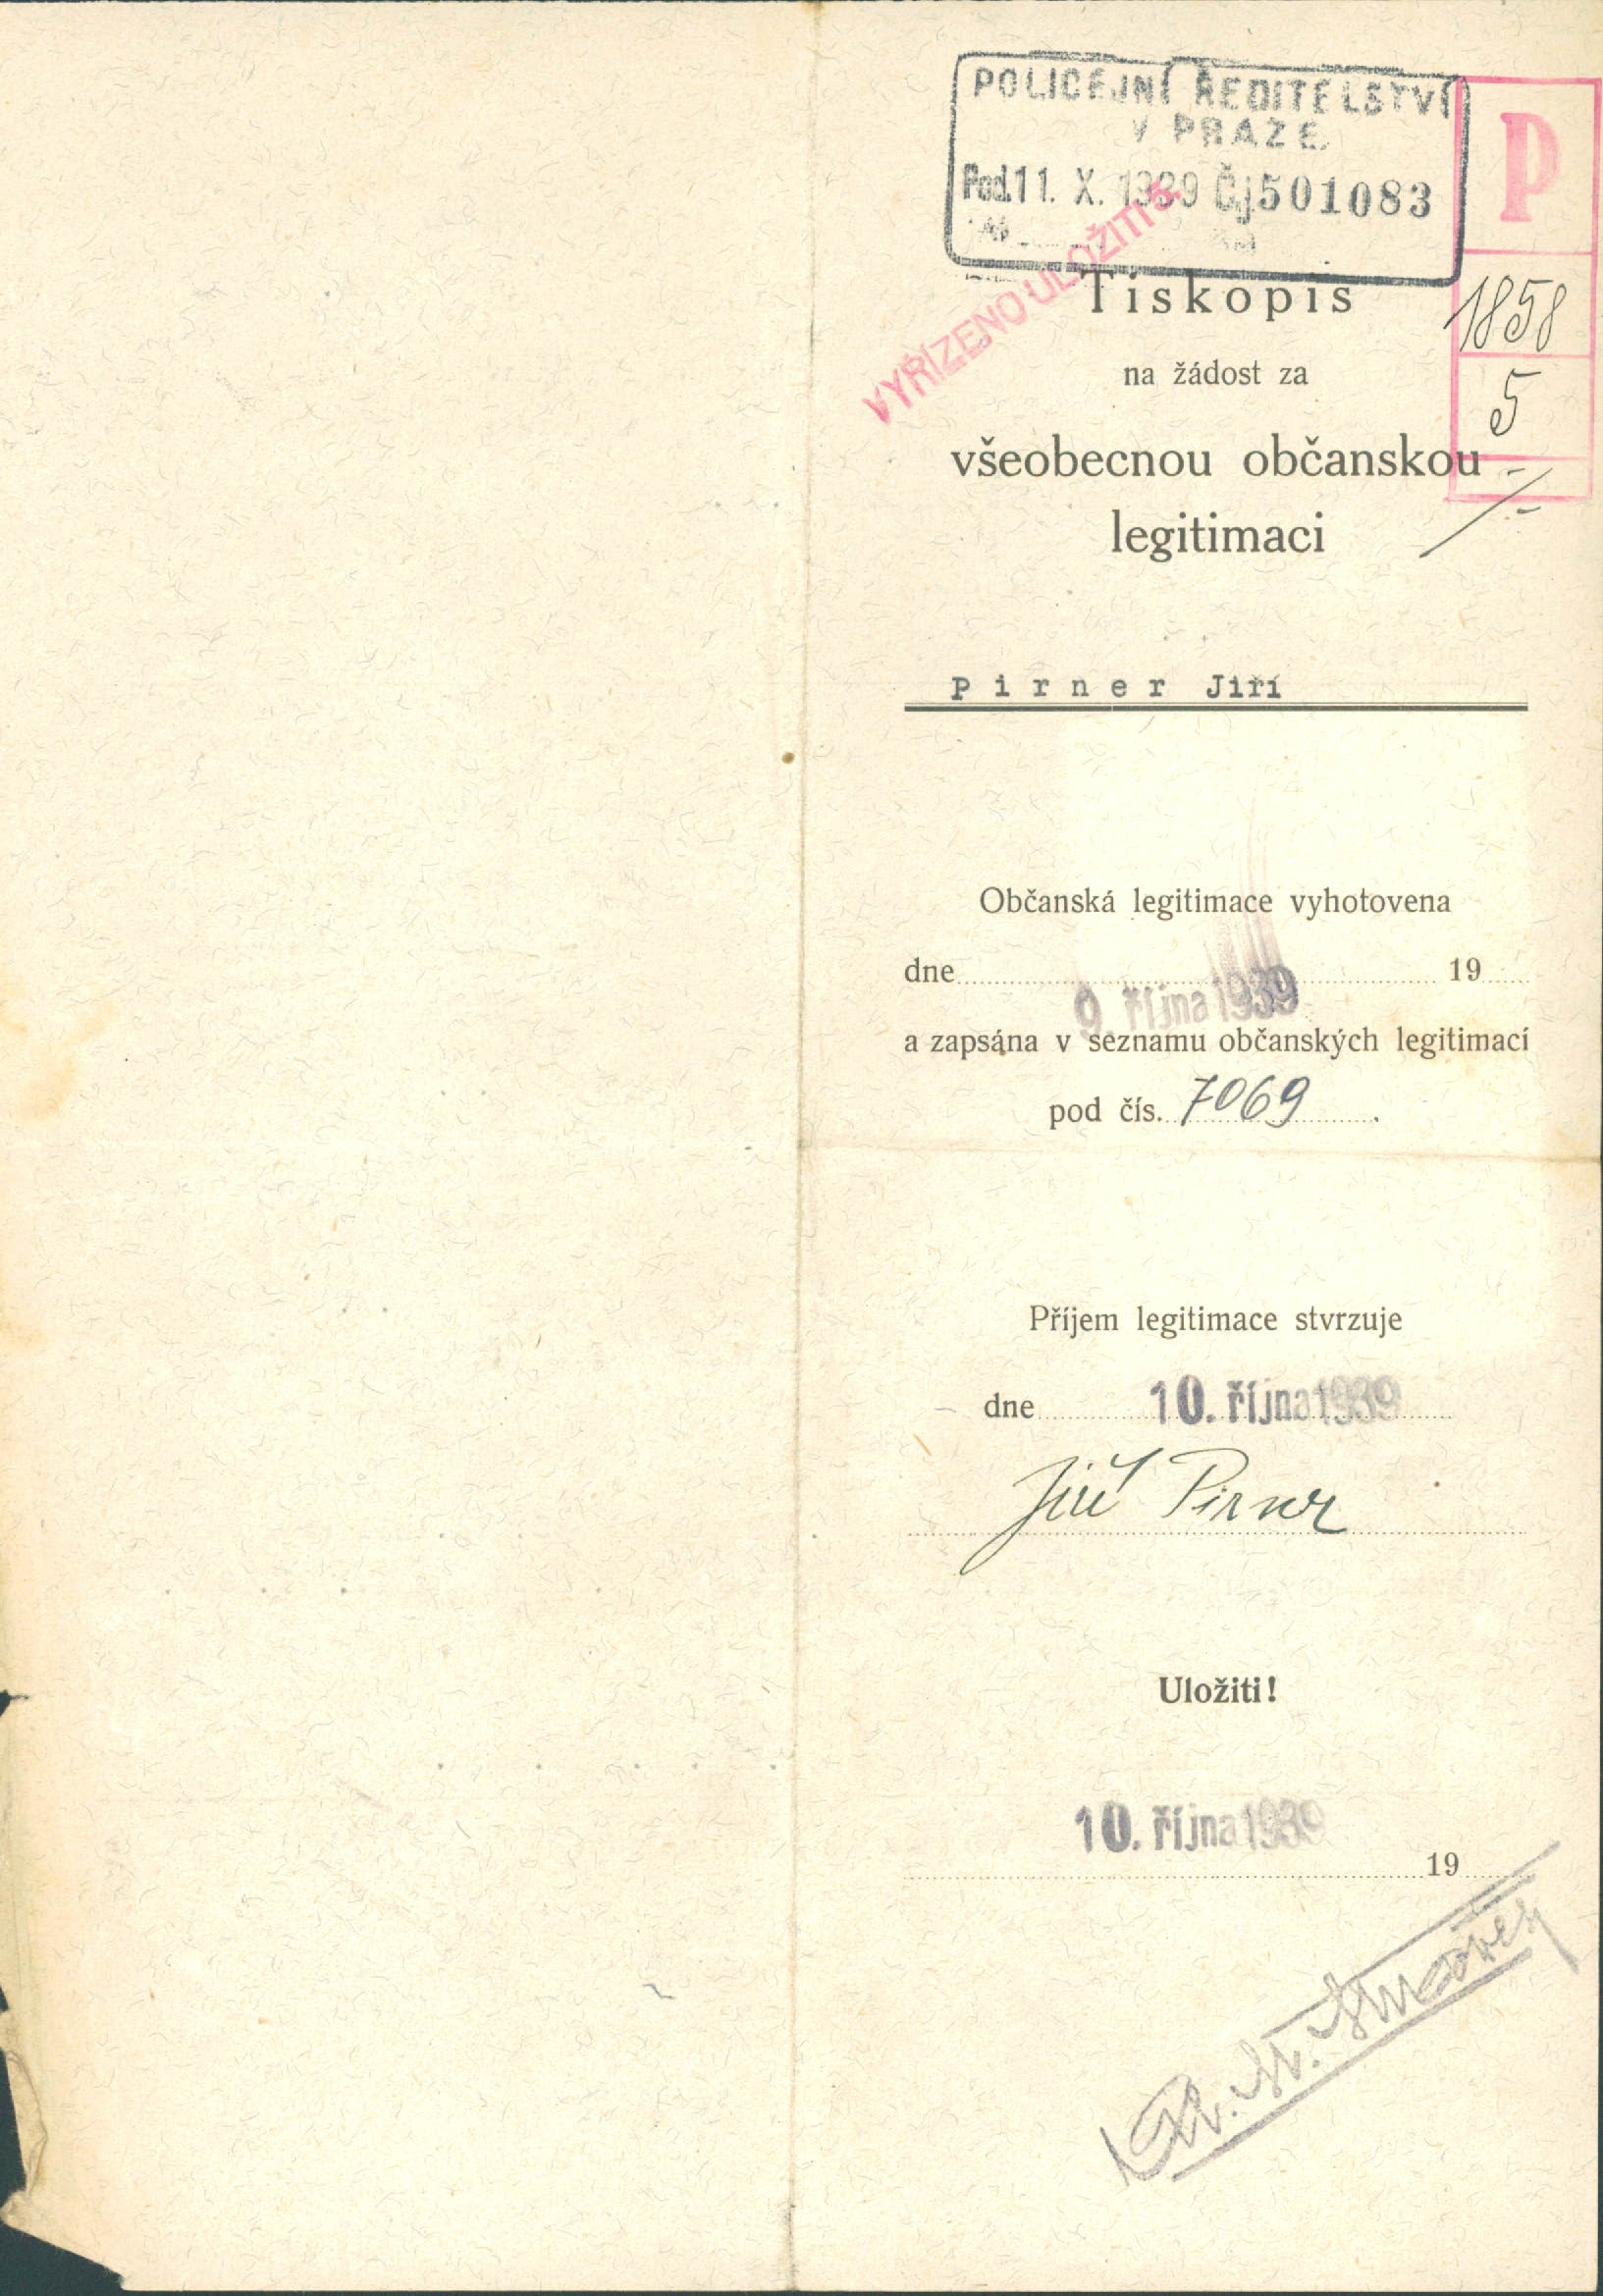 POLICEJNÍ ŘEDITELSTVÍ
V PRAZE
Pod. 11. X. 1939 Čj 501083
P
1858
5
VYŘÍZENO-ULOŽITI
Tiskopis
na žádost za
všeobecnou občanskou
legitimaci
Pirner Jiří
Občanská legitimace vyhotovena
dne 19
9. října 1939
a zapsána v seznamu občanských legitimací
pod čís. 7069 .
Příjem legitimace stvrzuje
dne 10. října 1939
Jiří Pirner
Uložiti!
10. října 1939
19